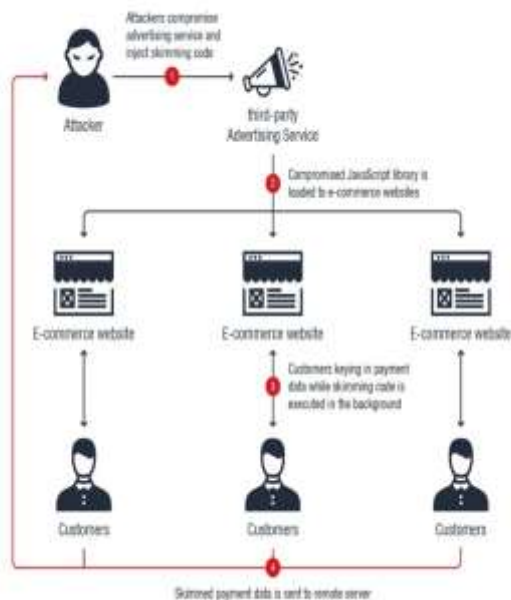 Attackers compromise
advertising service and
inject skimming code
1
Attacker
third-party
Advertising Service
2
Compromised JavaScript library is
loaded to e-commerce websites
E-commerce website
E-commerce website
E-commerce website
3
Customers keying in payment
data while skimming code is
executed in the background
Customers
Customers
Customers
4
Skimmed payment data is sent to remote server